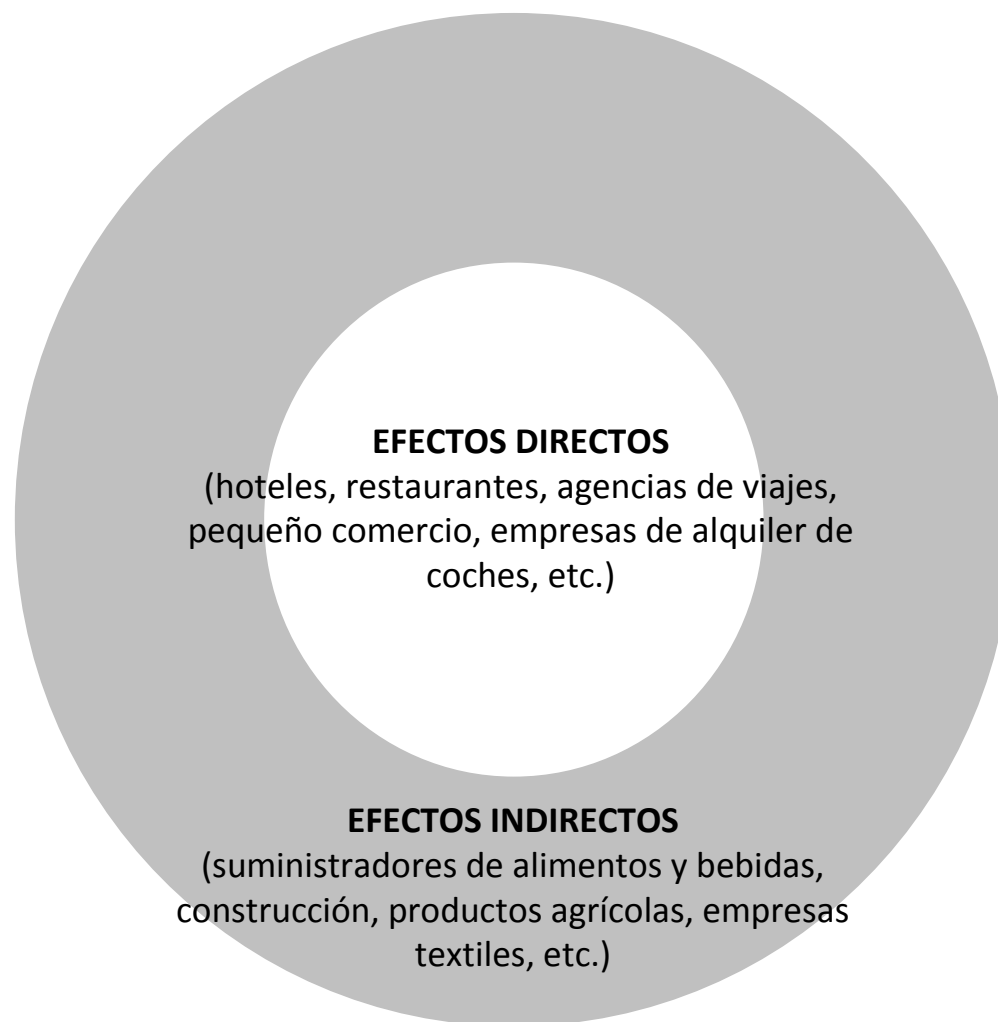 EFECTOS DIRECTOS
(hoteles, restaurantes, agencias de viajes,
pequeño comercio, empresas de alquiler de
coches, etc.)
EFECTOS INDIRECTOS
(suministradores de alimentos y bebidas,
construcción, productos agrícolas, empresas
textiles, etc.)